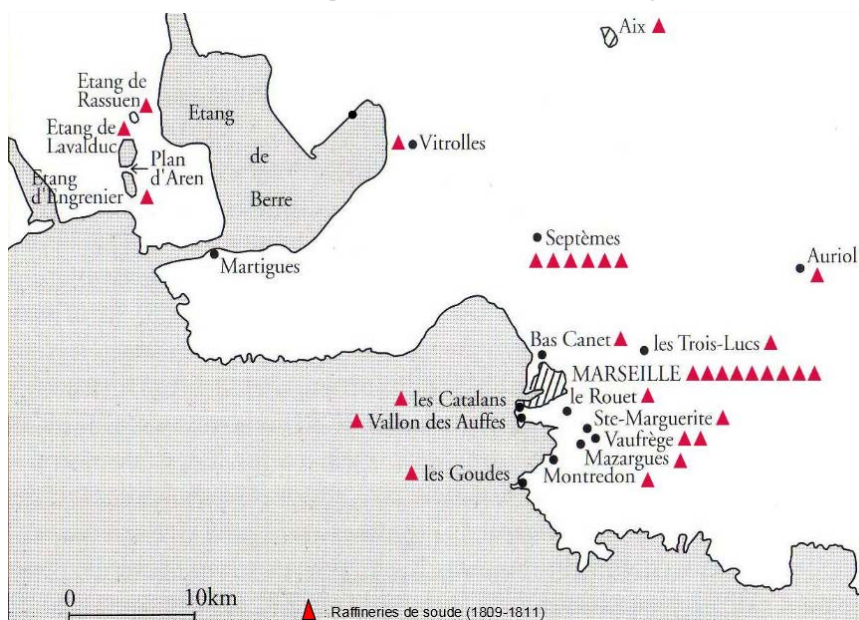 Aix
Etang de
Rassuen
Etang de
Lavalduc
Plan
d'Aren
Etang
d'Engrenier
Etang
de
Berre
Vitrolles
Martigues
Septèmes
Auriol
Bas Canet
les Trois-Lucs
MARSEILLE
le Rouet
les Catalans
Ste-Marguerite
Vallon des Auffes
Vaufrège
Mazargues
les Goudes
Montredon
0 10km
: Raffineries de soude (1809-1811)